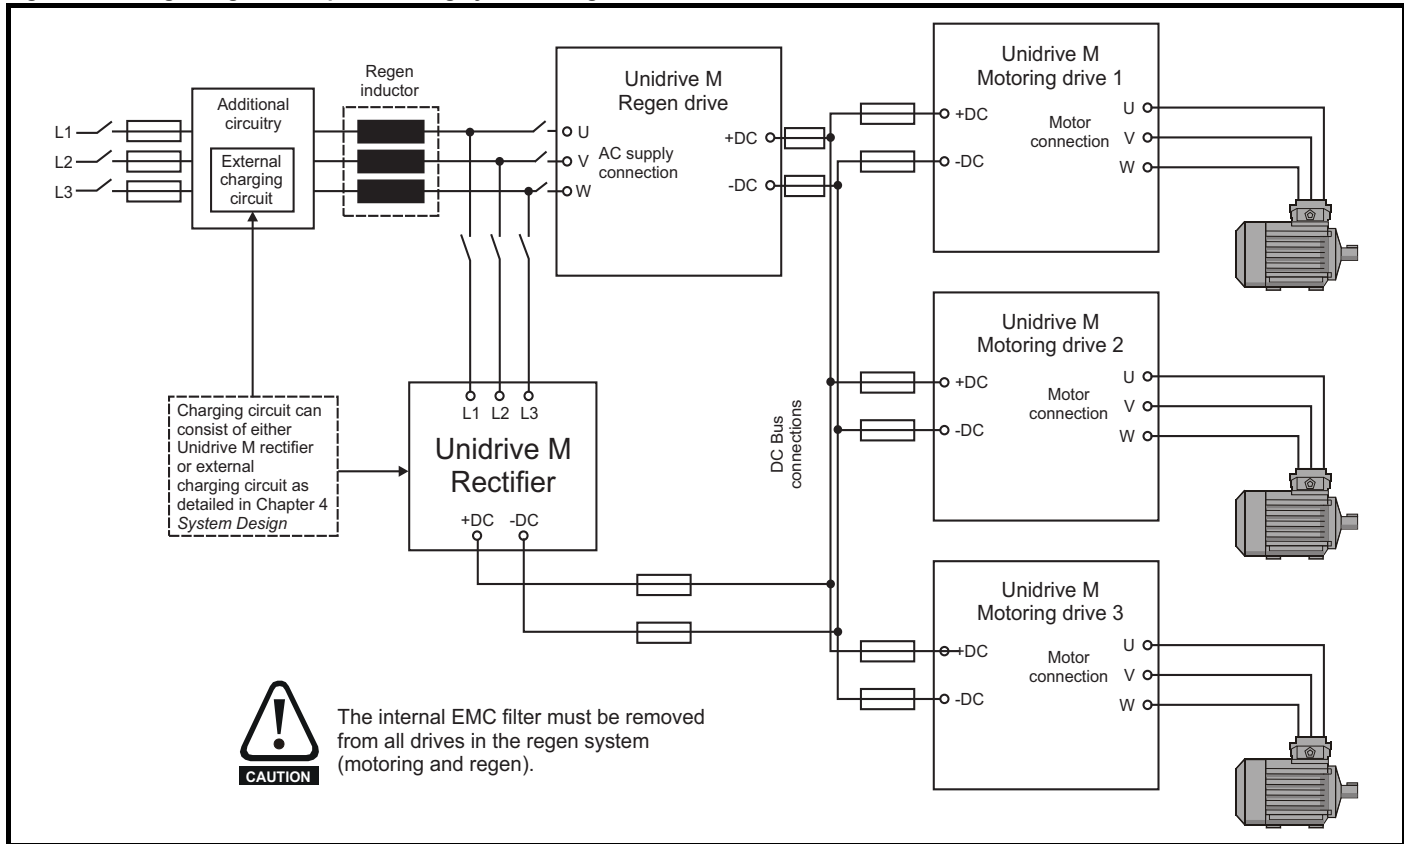 Regen
inductor
Additional
circuitry
External
charging
circuit
L1
L2
L3
Unidrive M
Regen drive
U
V
W
AC supply
connection
+DC
-DC
Unidrive M
Motoring drive 1
+DC
-DC
Motor
connection
U
V
W
Unidrive M
Motoring drive 2
+DC
-DC
Motor
connection
U
V
W
DC Bus
connections
Charging circuit can
consist of either
Unidrive M rectifier
or external
charging circuit as
detailed in Chapter 4
System Design
L1 L2 L3
Unidrive M
Rectifier
+DC -DC
Unidrive M
Motoring drive 3
+DC
-DC
Motor
connection
U
V
W
CAUTION
The internal EMC filter must be removed
from all drives in the regen system
(motoring and regen).